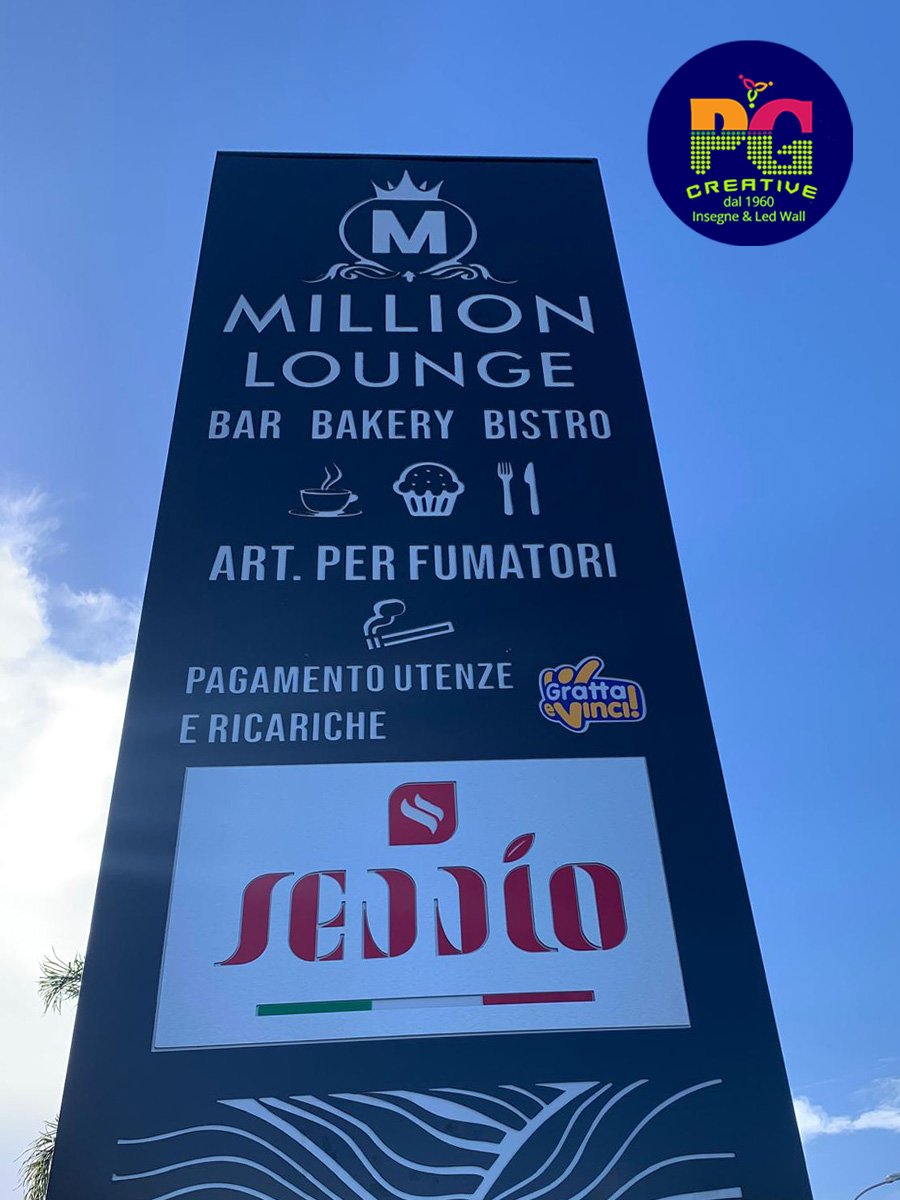 PG
CREATIVE
dal 1960
Insegne & Led Wall
M
MILLION
LOUNGE
BAR BAKERY BISTRO
ART. PER FUMATORI
PAGAMENTO UTENZE
E RICARICHE
Gratta
e Vinci!
seddio